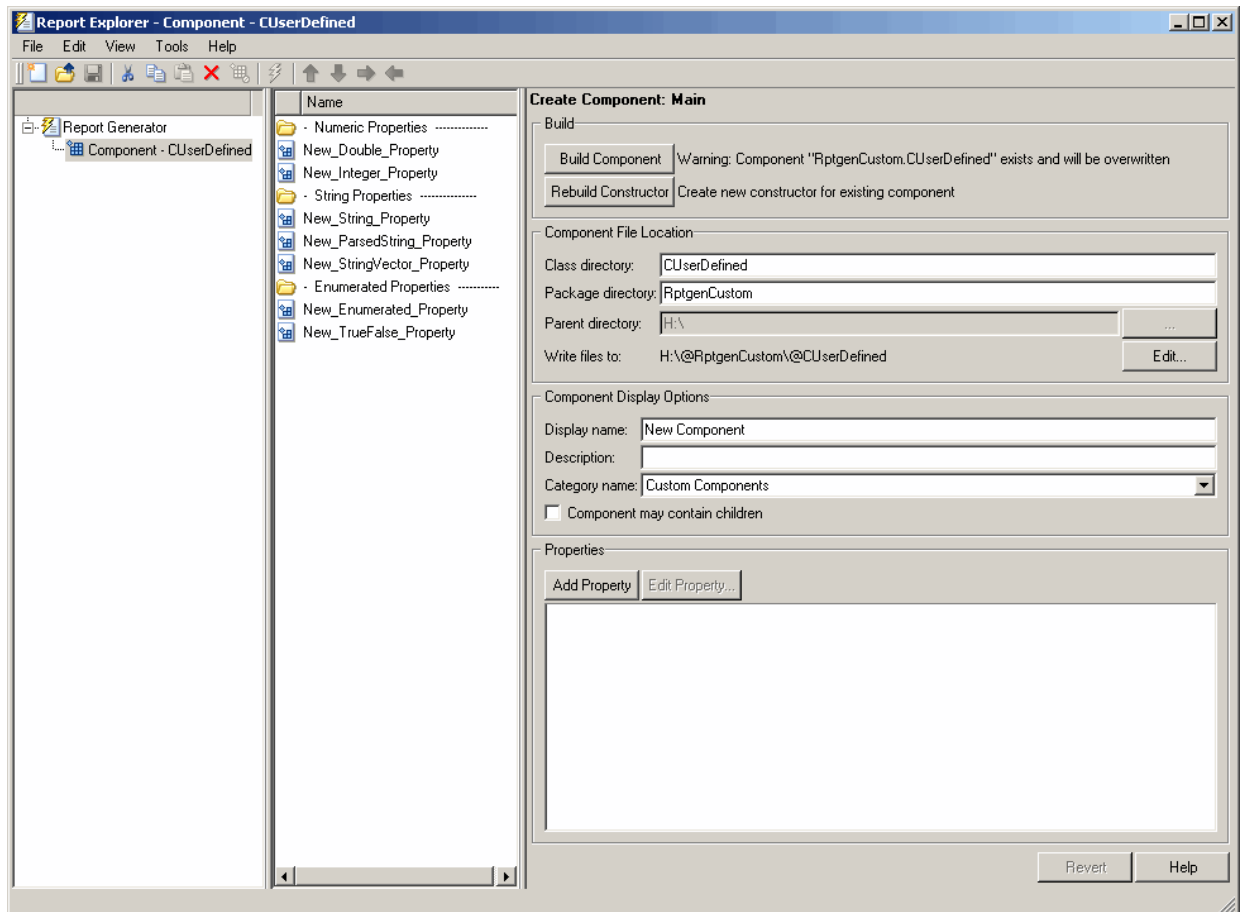 Report Explorer - Component - CUserDefined
File Edit View Tools Help
Report Generator
Component - CUserDefined
Name
- Numeric Properties -------------
New_Double_Property
New_Integer_Property
- String Properties --------------
New_String_Property
New_ParsedString_Property
New_StringVector_Property
- Enumerated Properties ----------
New_Enumerated_Property
New_TrueFalse_Property
Create Component: Main
Build
Build Component Warning: Component "RptgenCustom.CUserDefined" exists and will be overwritten
Rebuild Constructor Create new constructor for existing component
Component File Location
Class directory: CUserDefined
Package directory: RptgenCustom
Parent directory: H:\ ...
Write files to: H:\@RptgenCustom\@CUserDefined Edit...
Component Display Options
Display name: New Component
Description:
Category name: Custom Components
Component may contain children
Properties
Add Property Edit Property...
Revert Help